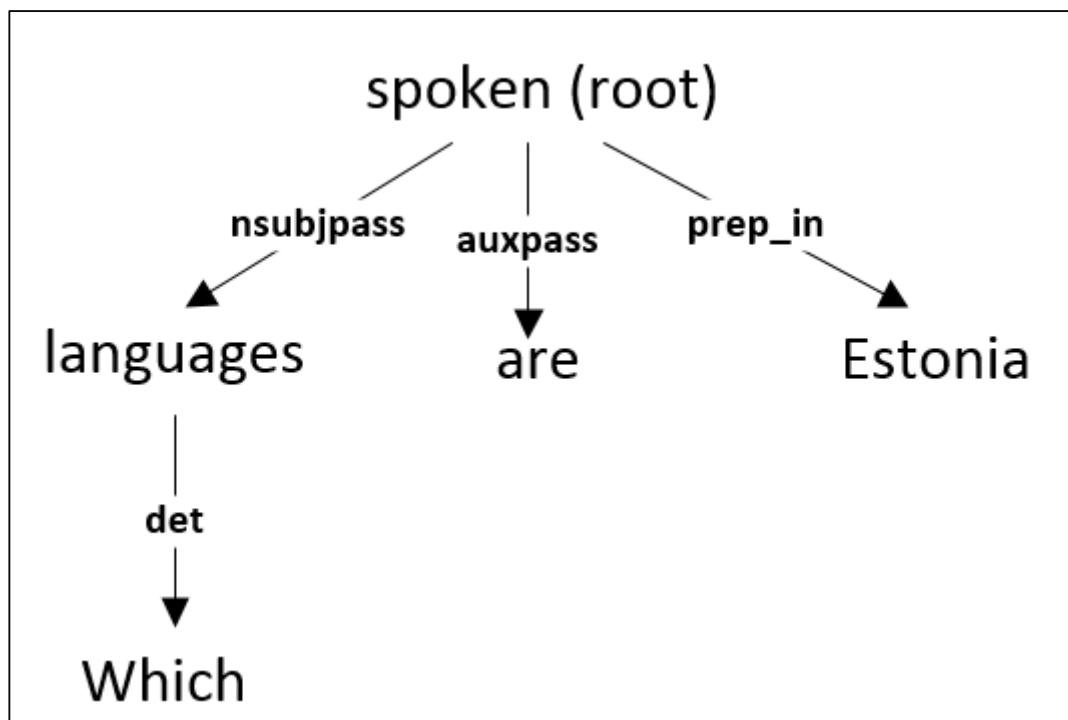 spoken (root)
nsubjpass
auxpass
prep_in
languages
are
Estonia
det
Which